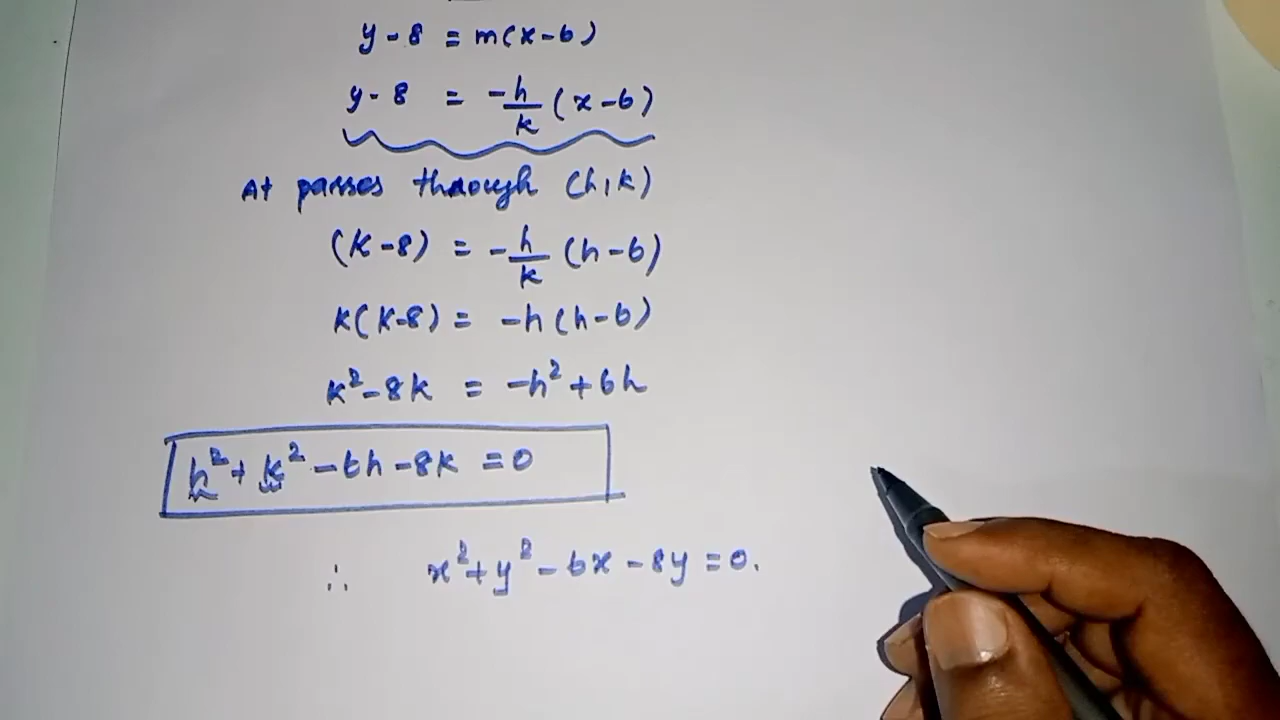 y - 8 = m(x - 6)
y - 8 = -h/k (x - 6)
At passes through (h, k)
(k - 8) = -h/k (h - 6)
k(k - 8) = -h(h - 6)
k² - 8k = -h² + 6h
h² + k² - 6h - 8k = 0
∴ x² + y² - 6x - 8y = 0.